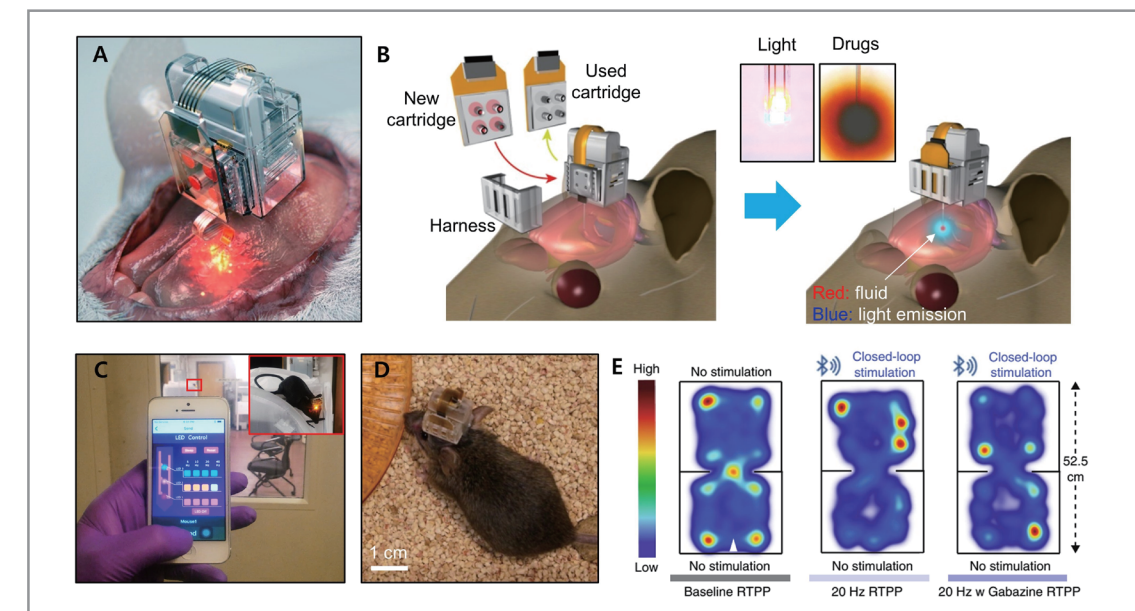 A
B
New
cartridge
Used
cartridge
Harness
Light
Drugs
Red: fluid
Blue: light emission
C
LED Control
D
1 cm
E
High
Low
No stimulation
No stimulation
Baseline RTPP
Closed-loop
stimulation
No stimulation
20 Hz RTPP
Closed-loop
stimulation
No stimulation
20 Hz w Gabazine RTPP
52.5
cm